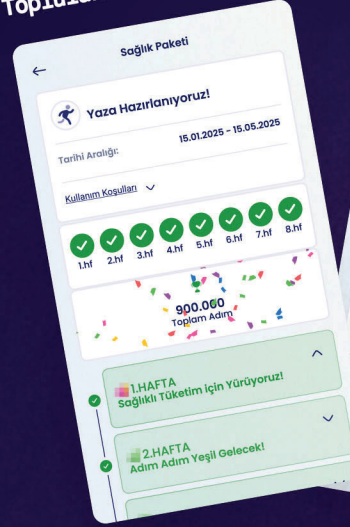 Sağlık Paketi
Yaza Hazırlanıyoruz!
Tarihi Aralığı:
15.01.2025 - 15.05.2025
Kullanım Koşulları
1.hf 2.hf 3.hf 4.hf 5.hf 6.hf 7.hf 8.hf
900.000
Toplam Adım
1.HAFTA
Sağlıklı Tüketim için Yürüyoruz!
2.HAFTA
Adım Adım Yeşil Gelecek!